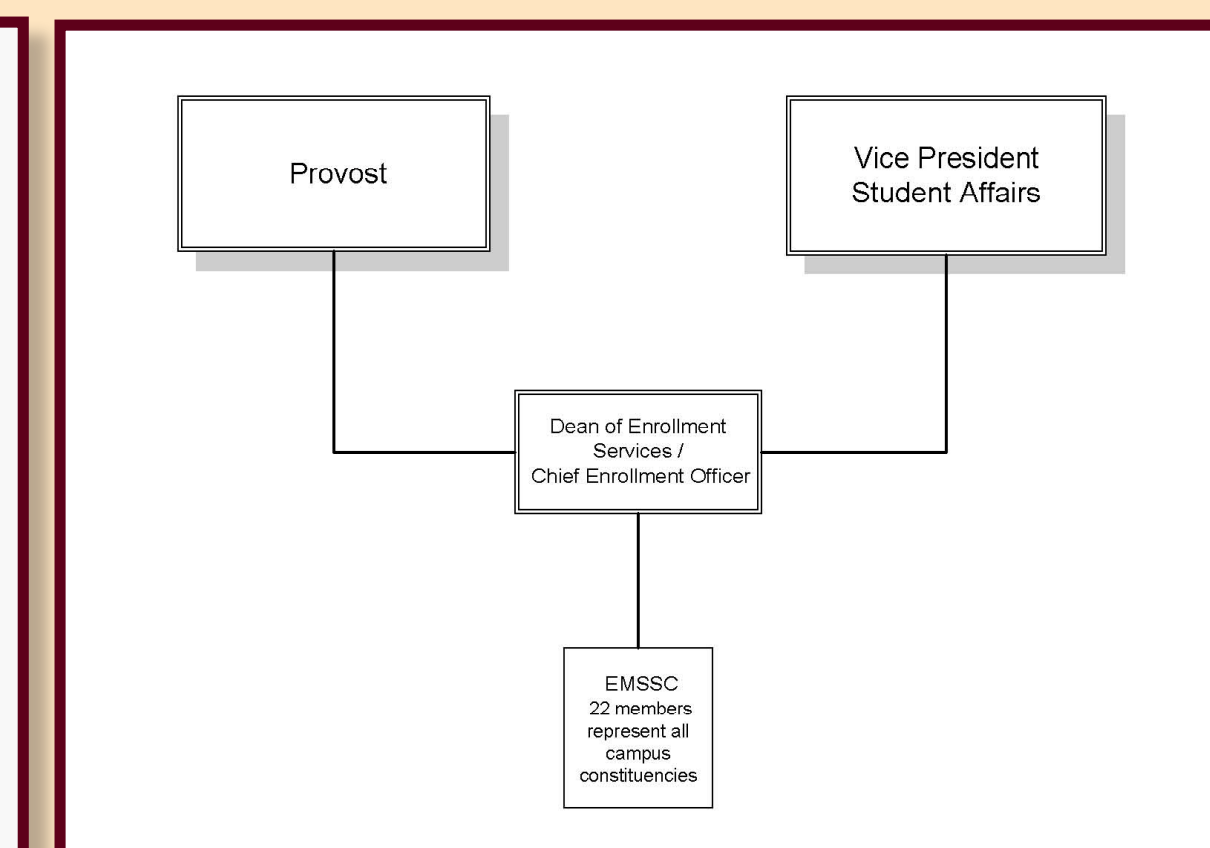 Provost
Vice President
Student Affairs
Dean of Enrollment
Services /
Chief Enrollment Officer
EMSSC
22 members
represent all
campus
constituencies